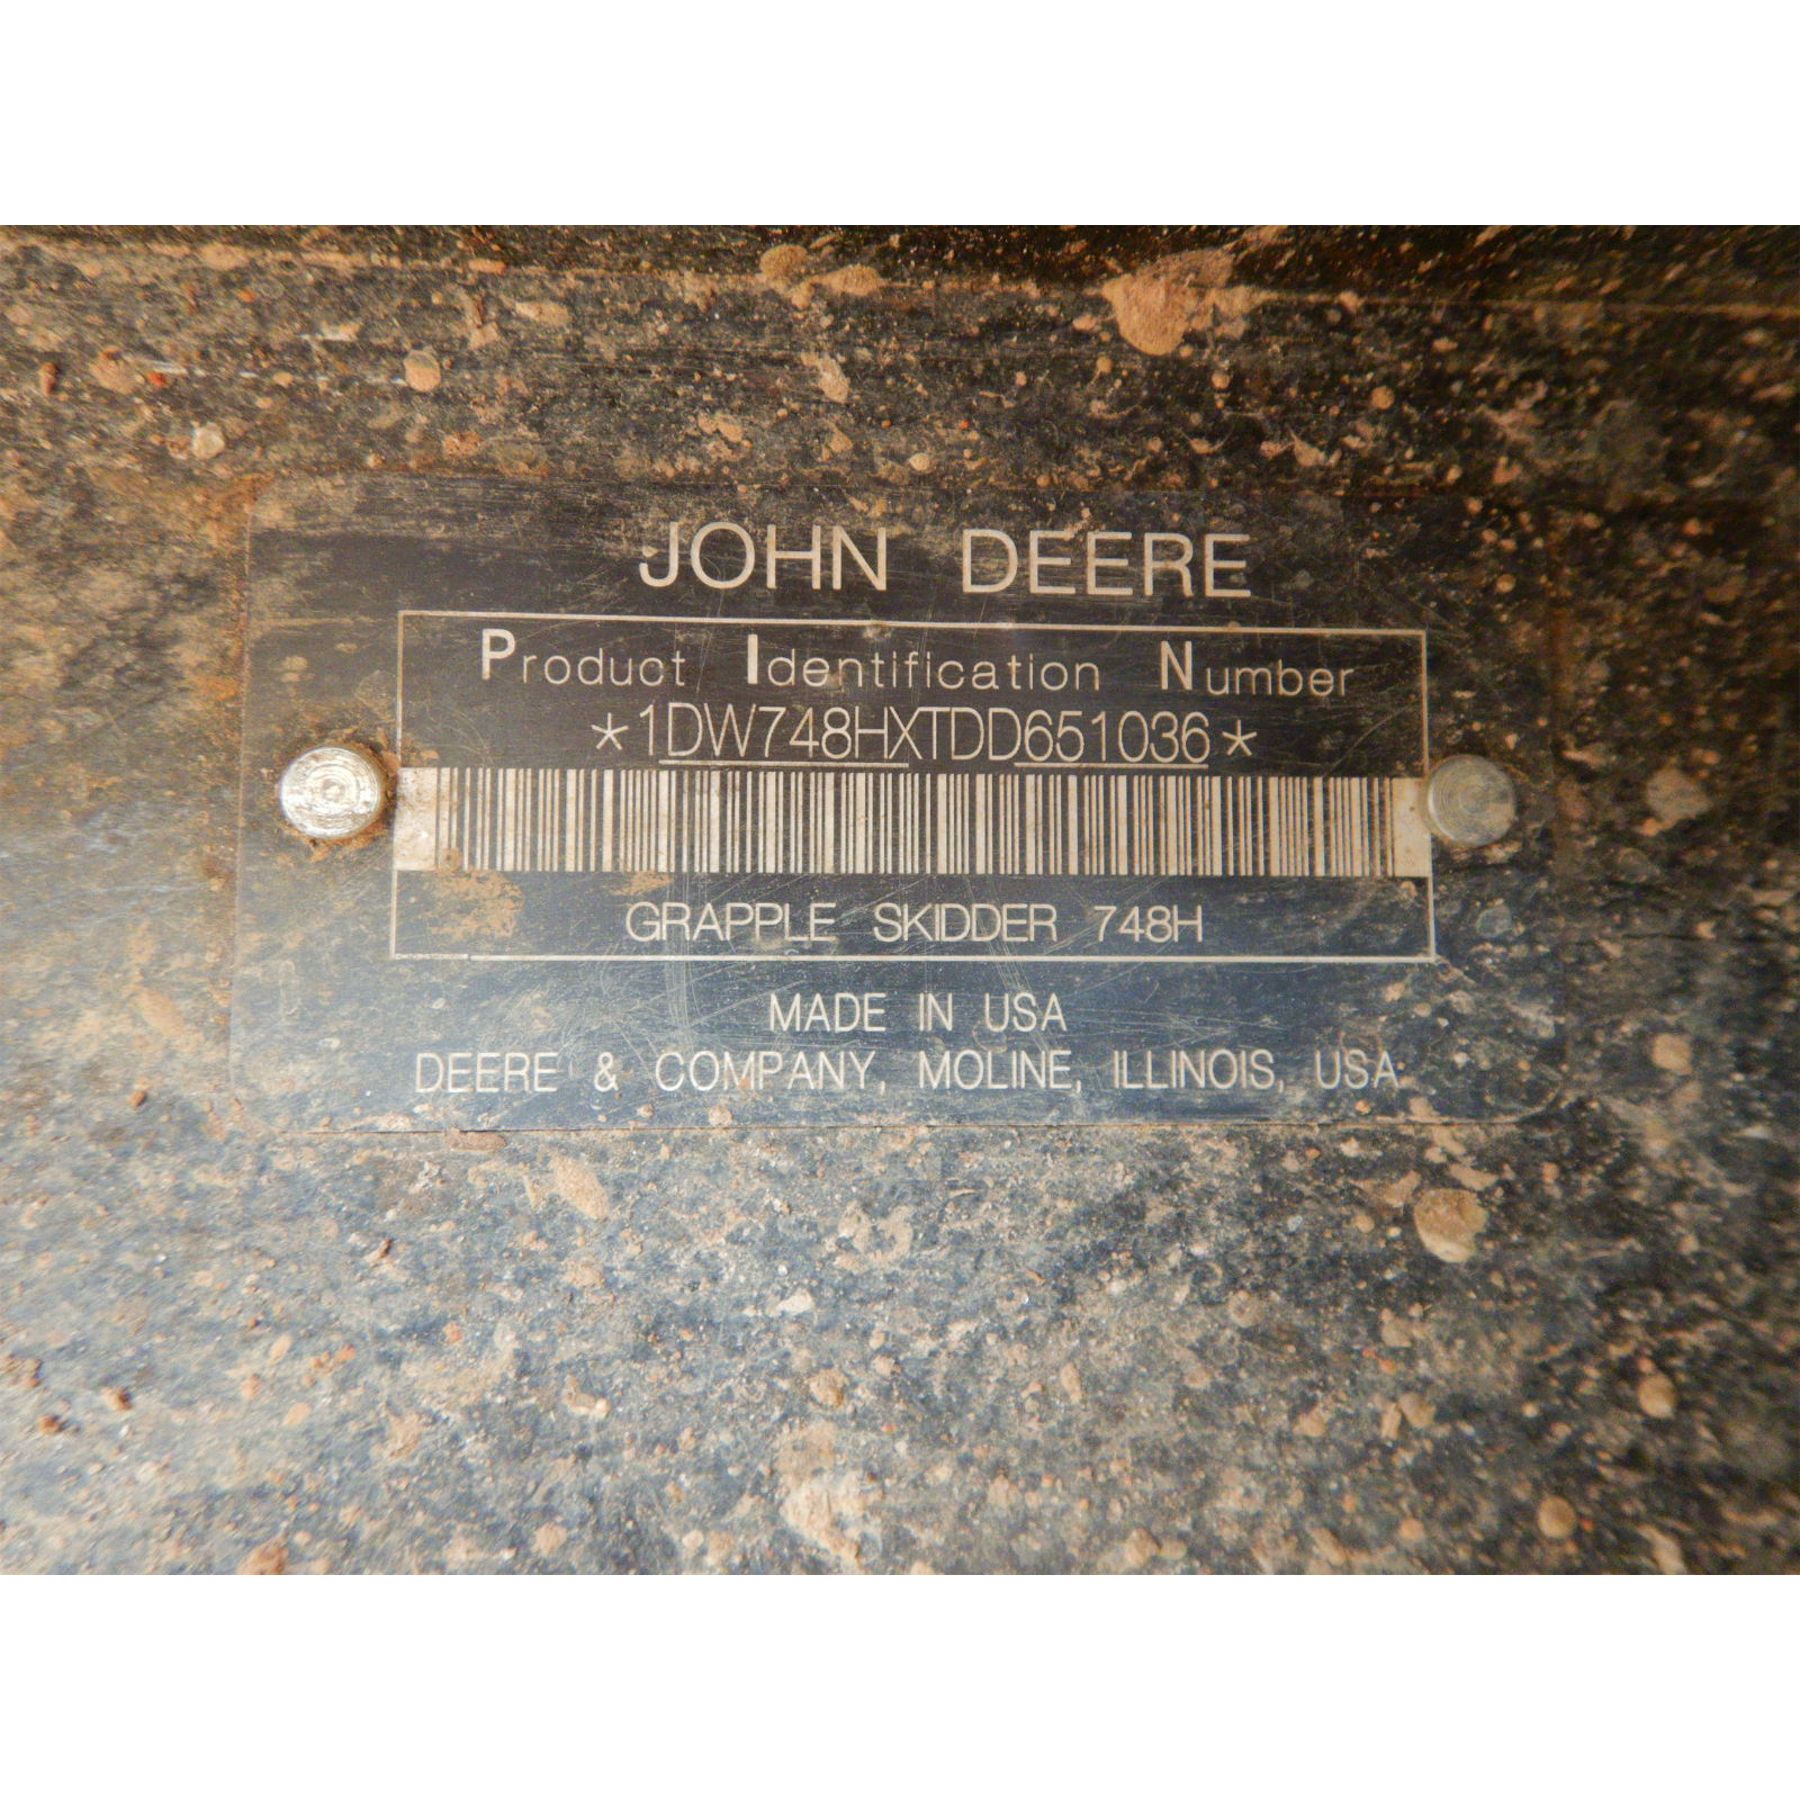 JOHN DEERE
Product Identification Number
*1DW748HXTDD651036*
GRAPPLE SKIDDER 748H
MADE IN USA
DEERE & COMPANY, MOLINE, ILLINOIS, USA